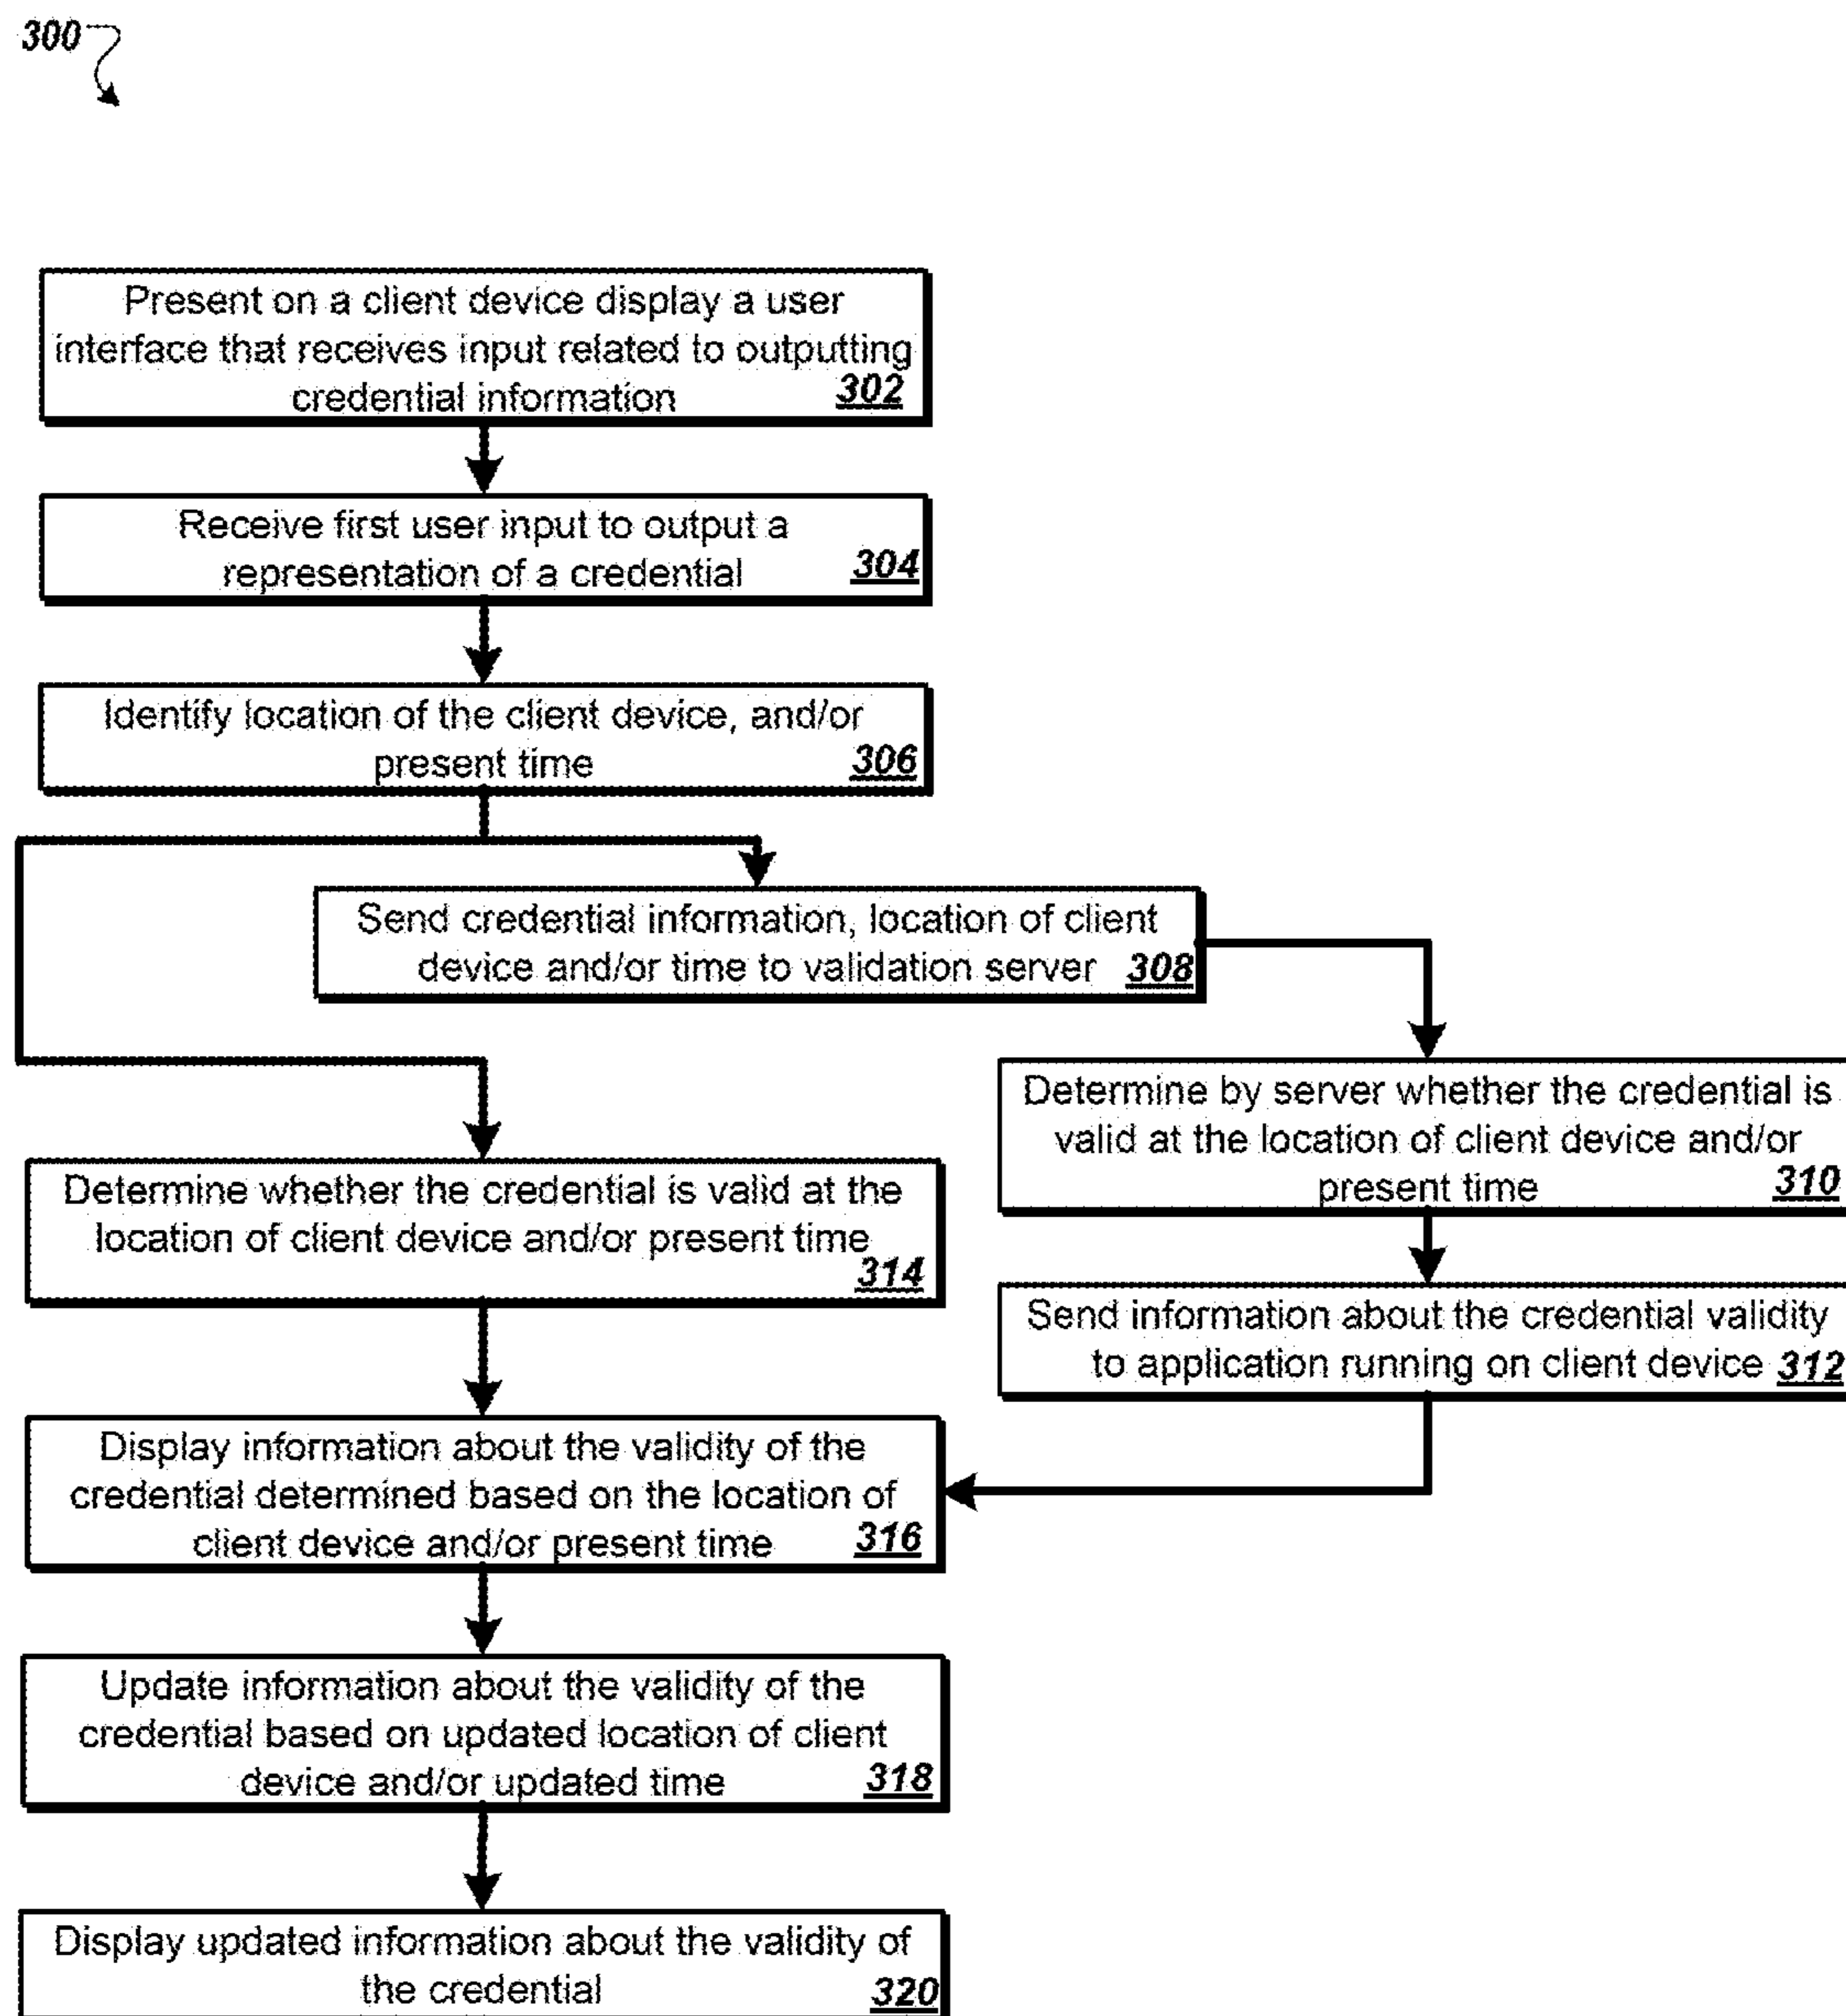 300
Present on a client device display a user
interface that receives input related to outputting
credential information 302
Receive first user input to output a
representation of a credential 304
Identify location of the client device, and/or
present time 306
Send credential information, location of client
device and/or time to validation server 308
Determine by server whether the credential is
valid at the location of client device and/or
present time 310
Send information about the credential validity
to application running on client device 312
Determine whether the credential is valid at the
location of client device and/or present time
314
Display information about the validity of the
credential determined based on the location of
client device and/or present time 316
Update information about the validity of the
credential based on updated location of client
device and/or updated time 318
Display updated information about the validity of
the credential 320